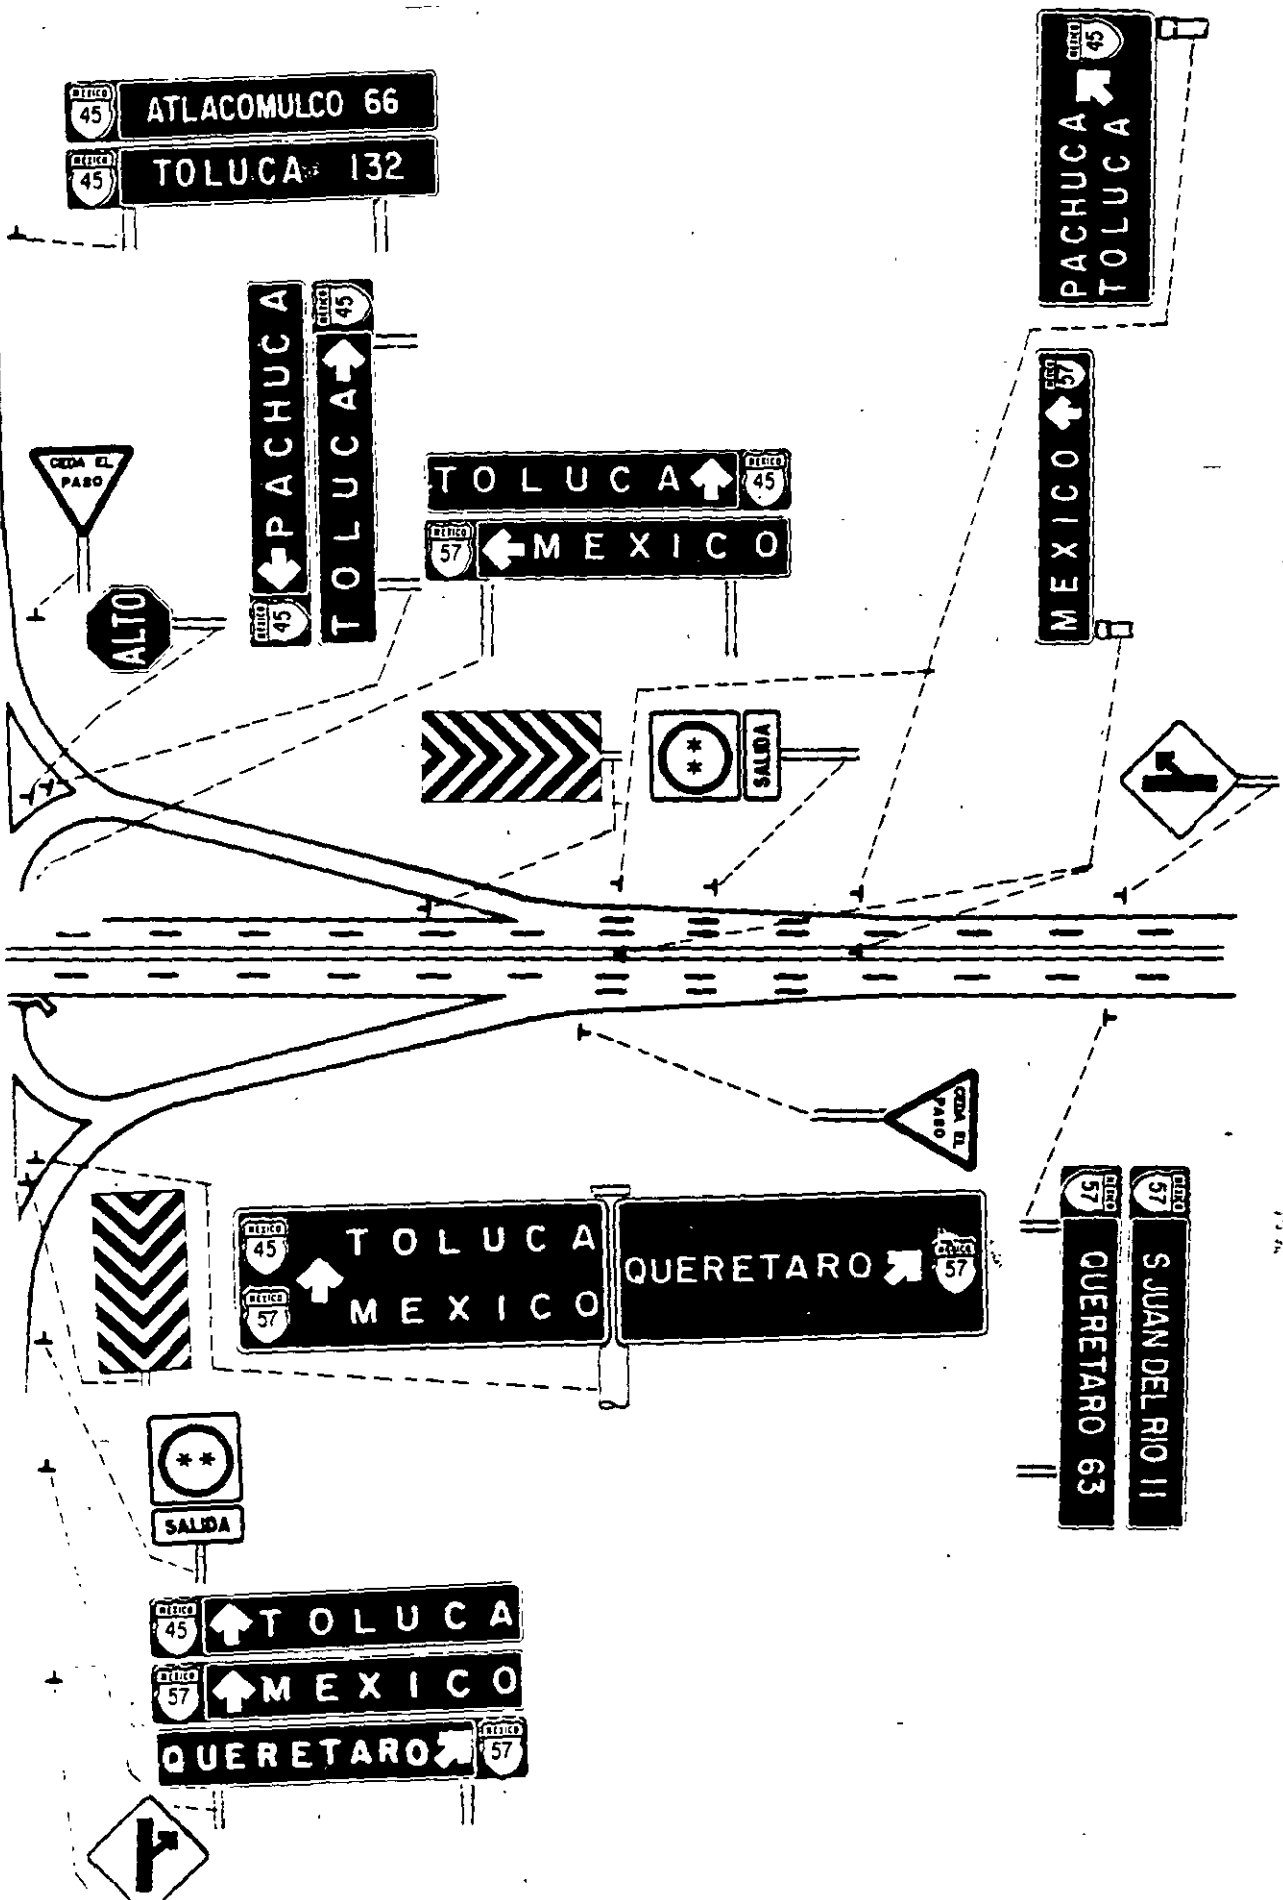 MEXICO
45
ATLACOMULCO 66
MEXICO
45
TOLUCA 132
MEXICO
45
PACHUCA
TOLUCA
PACHUCA
MEXICO
45
MEXICO
45
TOLUCA
MEXICO
57
MEXICO
CEDA EL
PASO
ALTO
TOLUCA
MEXICO
45
MEXICO
57
MEXICO
**
SALIDA
CEDA EL
PASO
MEXICO
45
TOLUCA
MEXICO
57
MEXICO
QUERETARO
MEXICO
57
MEXICO
57
S JUAN DEL RIO 11
MEXICO
57
QUERETARO 63
**
SALIDA
MEXICO
45
TOLUCA
MEXICO
57
MEXICO
QUERETARO
MEXICO
57